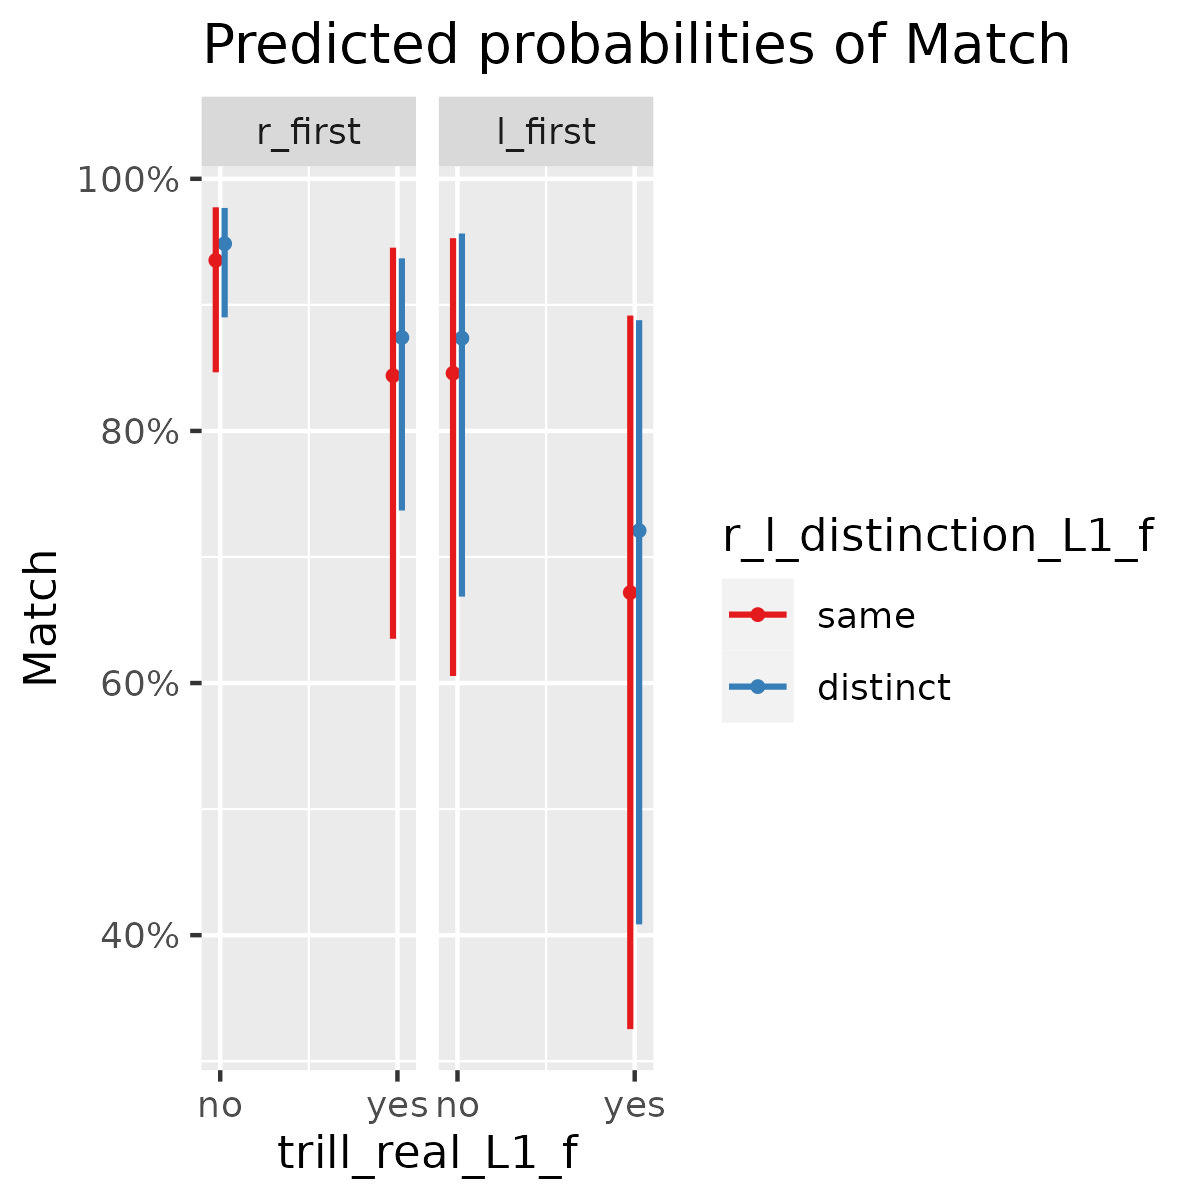 Predicted probabilities of Match
r_first
l_first
100%
80%
60%
40%
Match
no
yes
no
yes
trill_real_L1_f
r_l_distinction_L1_f
same
distinct